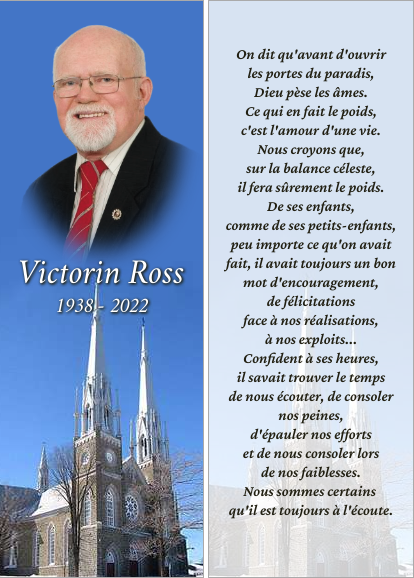 Victorin Ross
1938 - 2022
On dit qu'avant d'ouvrir
les portes du paradis,
Dieu pèse les âmes.
Ce qui en fait le poids,
c'est l'amour d'une vie.
Nous croyons que,
sur la balance céleste,
il fera sûrement le poids.
De ses enfants,
comme de ses petits-enfants,
peu importe ce qu'on avait
fait, il avait toujours un bon
mot d'encouragement,
de félicitations
face à nos réalisations,
à nos exploits...
Confident à ses heures,
il savait trouver le temps
de nous écouter, de consoler
nos peines,
d'épauler nos efforts
et de nous consoler lors
de nos faiblesses.
Nous sommes certains
qu'il est toujours à l'écoute.